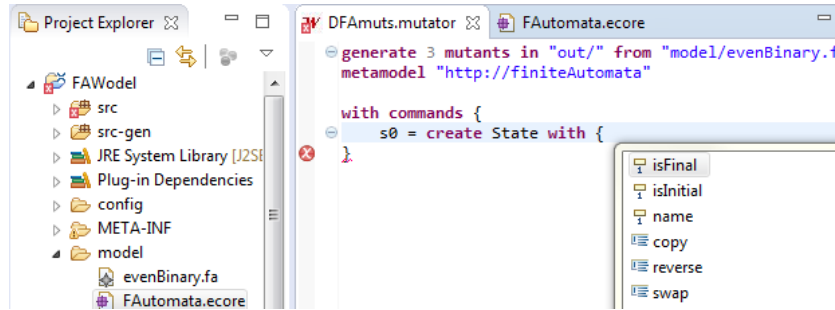 Project Explorer
DFAmuts.mutator
FAutomata.ecore
FAWodel
src
src-gen
JRE System Library [J2SE
Plug-in Dependencies
config
META-INF
model
evenBinary.fa
FAutomata.ecore
generate 3 mutants in "out/" from "model/evenBinary.f
metamodel "http://finiteAutomata"
with commands {
s0 = create State with {
}
isFinal
isInitial
name
copy
reverse
swap